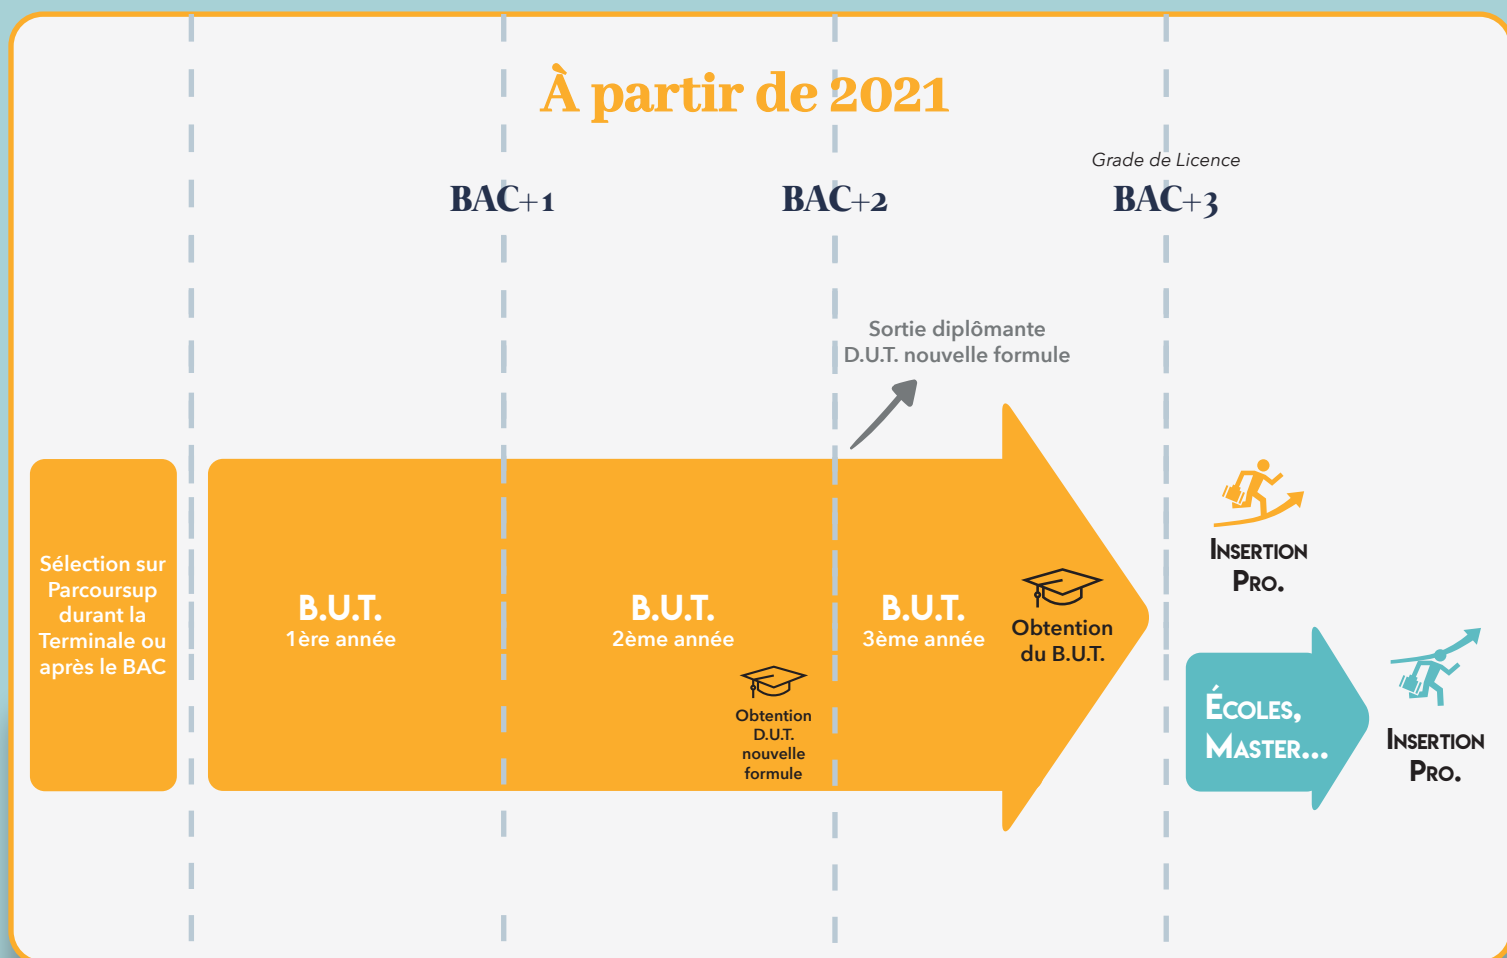 À partir de 2021
Grade de Licence
BAC+1
BAC+2
BAC+3
Sortie diplômante
D.U.T. nouvelle formule
Sélection sur
Parcoursup
durant la
Terminale ou
après le BAC
B.U.T.
1ère année
B.U.T.
2ème année
Obtention
D.U.T.
nouvelle
formule
B.U.T.
3ème année
Obtention
du B.U.T.
INSERTION
PRO.
ÉCOLES,
MASTER...
INSERTION
PRO.